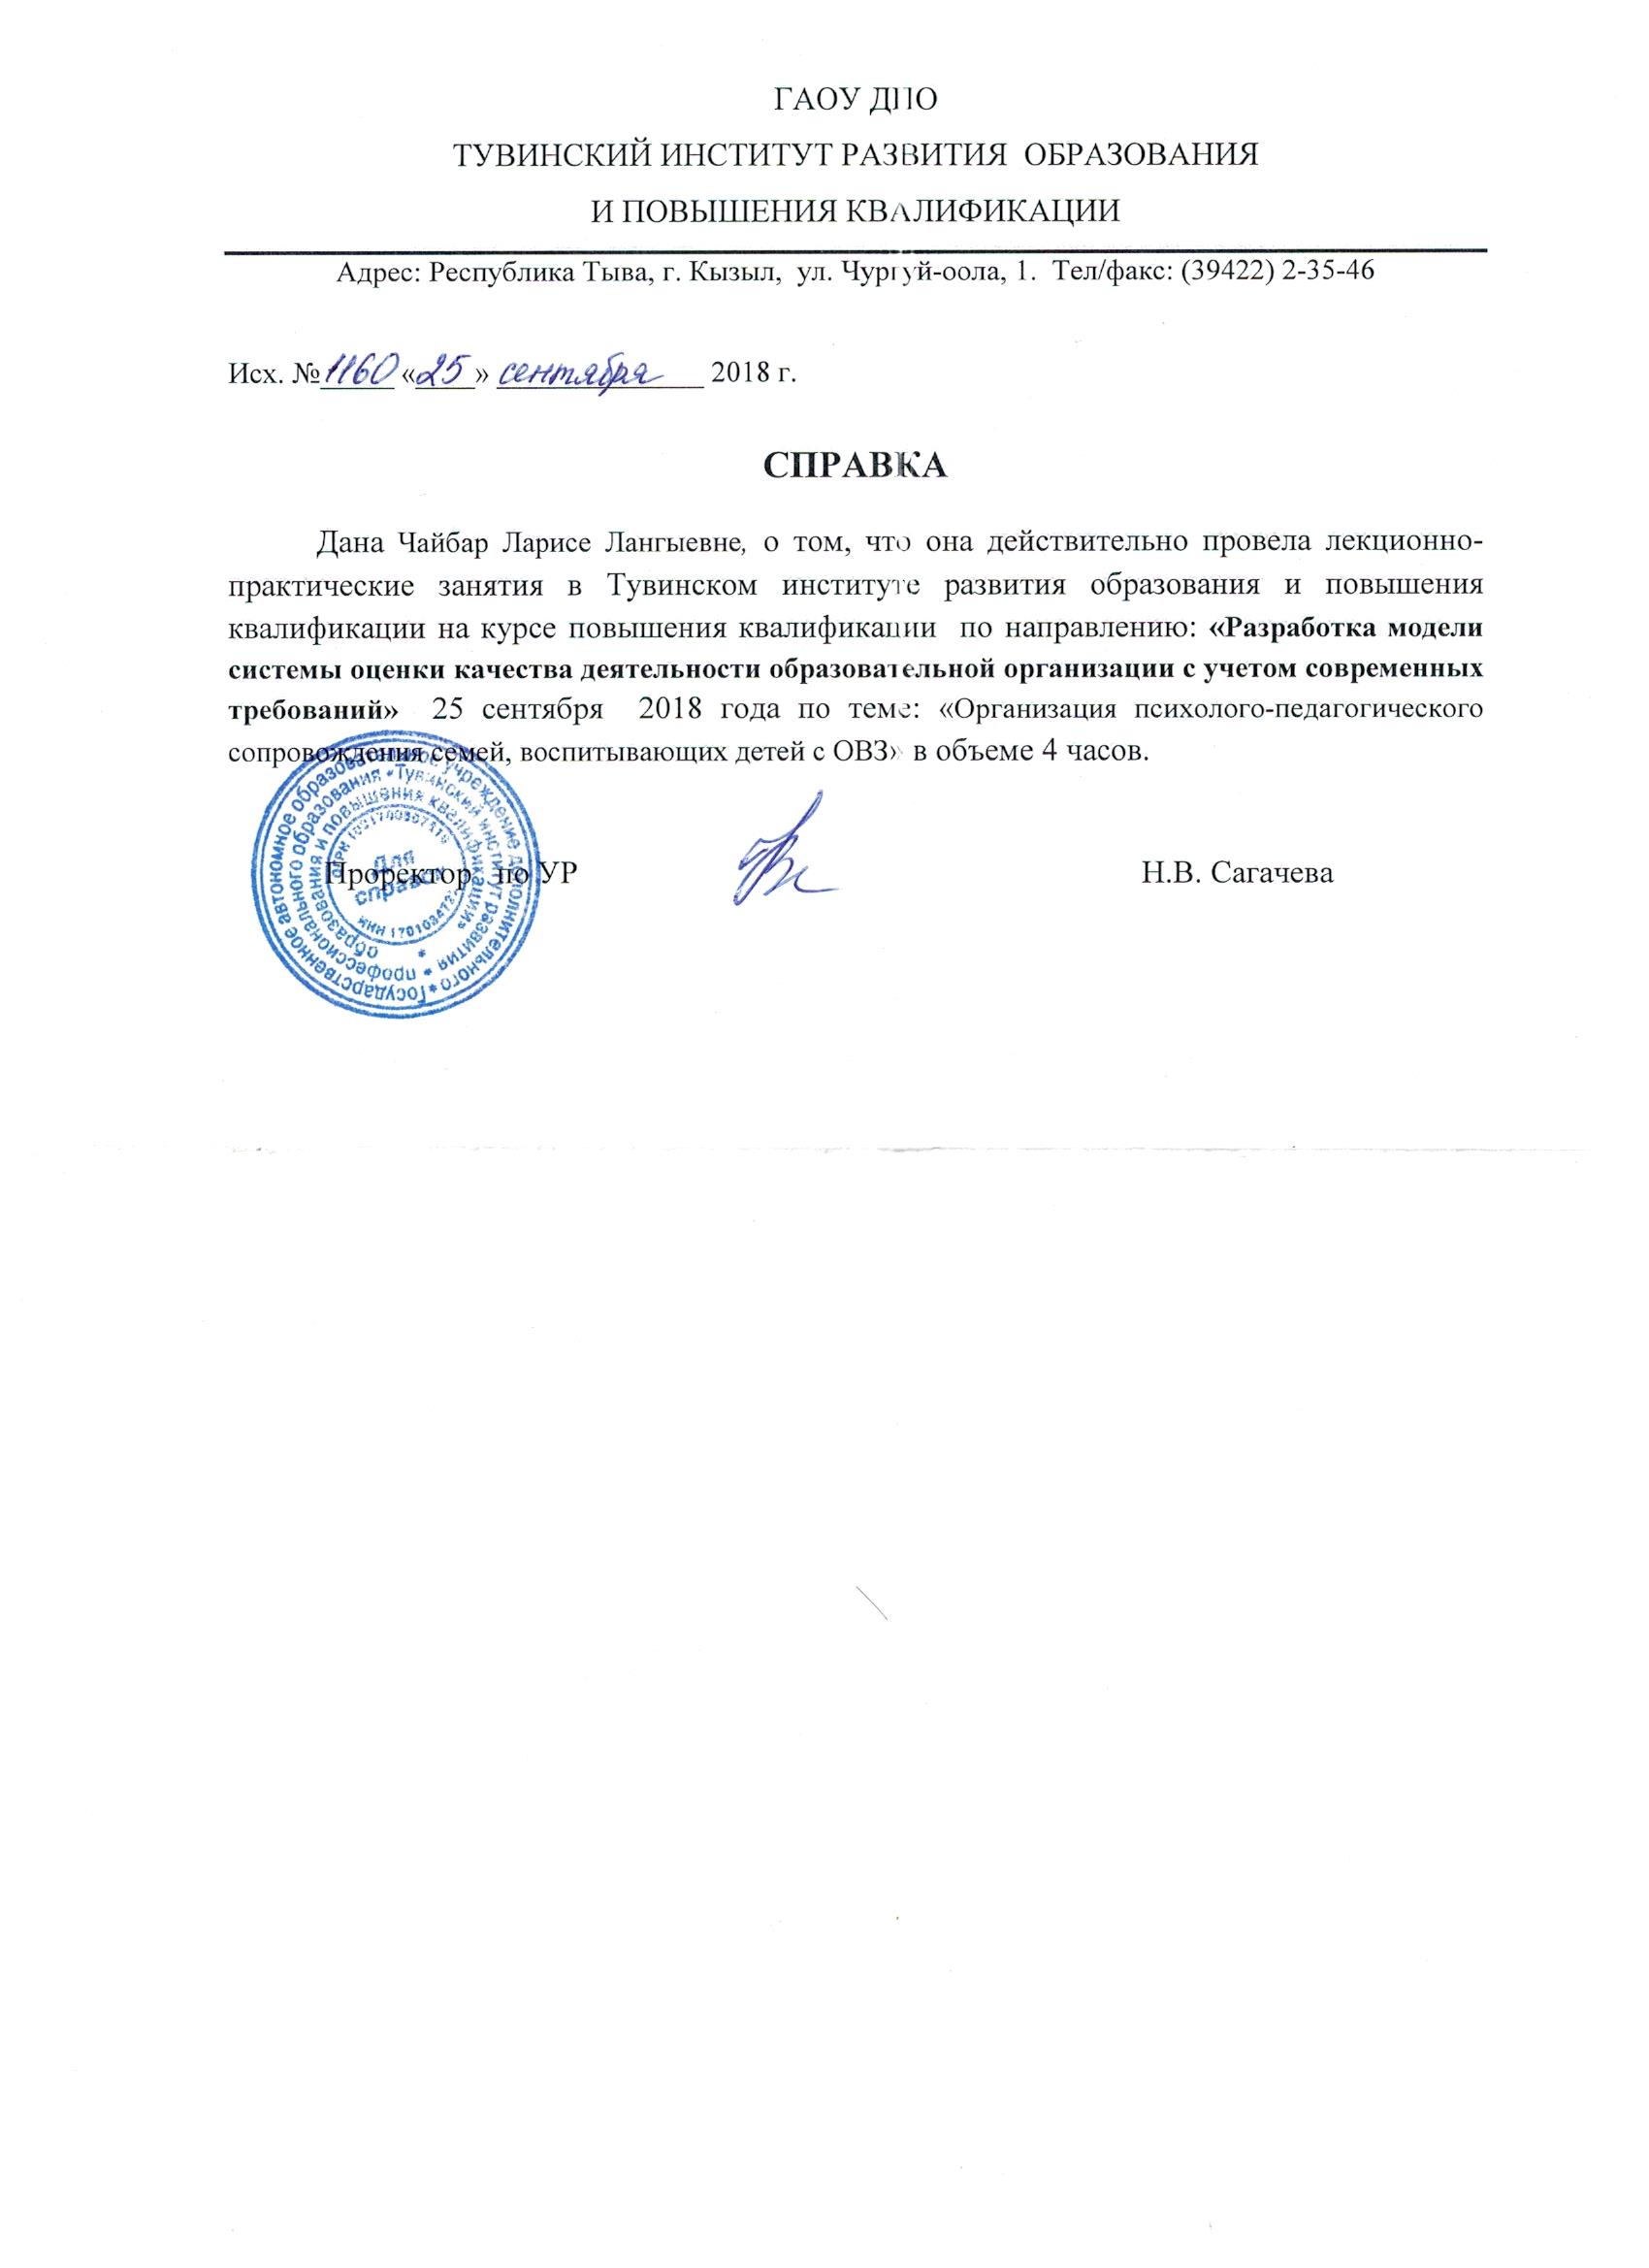 ГАОУ ДПО
ТУВИНСКИЙ ИНСТИТУТ РАЗВИТИЯ ОБРАЗОВАНИЯ
И ПОВЫШЕНИЯ КВАЛИФИКАЦИИ
Адрес: Республика Тыва, г. Кызыл, ул. Чургуй-оола, 1. Тел/факс: (39422) 2-35-46
Исх. № 1160 «25» сентября 2018 г.
СПРАВКА
Дана Чайбар Ларисе Лангыевне, о том, что она действительно провела лекционно-
практические занятия в Тувинском институте развития образования и повышения
квалификации на курсе повышения квалификации по направлению: «Разработка модели
системы оценки качества деятельности образовательной организации с учетом современных
требований» 25 сентября 2018 года по теме: «Организация психолого-педагогического
сопровождения семей, воспитывающих детей с ОВЗ» в объеме 4 часов.
Проректор по УР Н.В. Сагачева
Государственное автономное образовательное учреждение дополнительного
профессионального образования «Тувинский институт развития
образования и повышения квалификации»
Для
справок
ИНН